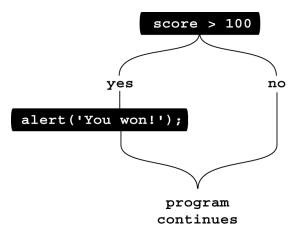 score > 100
yes
no
alert('You won!');
program
continues